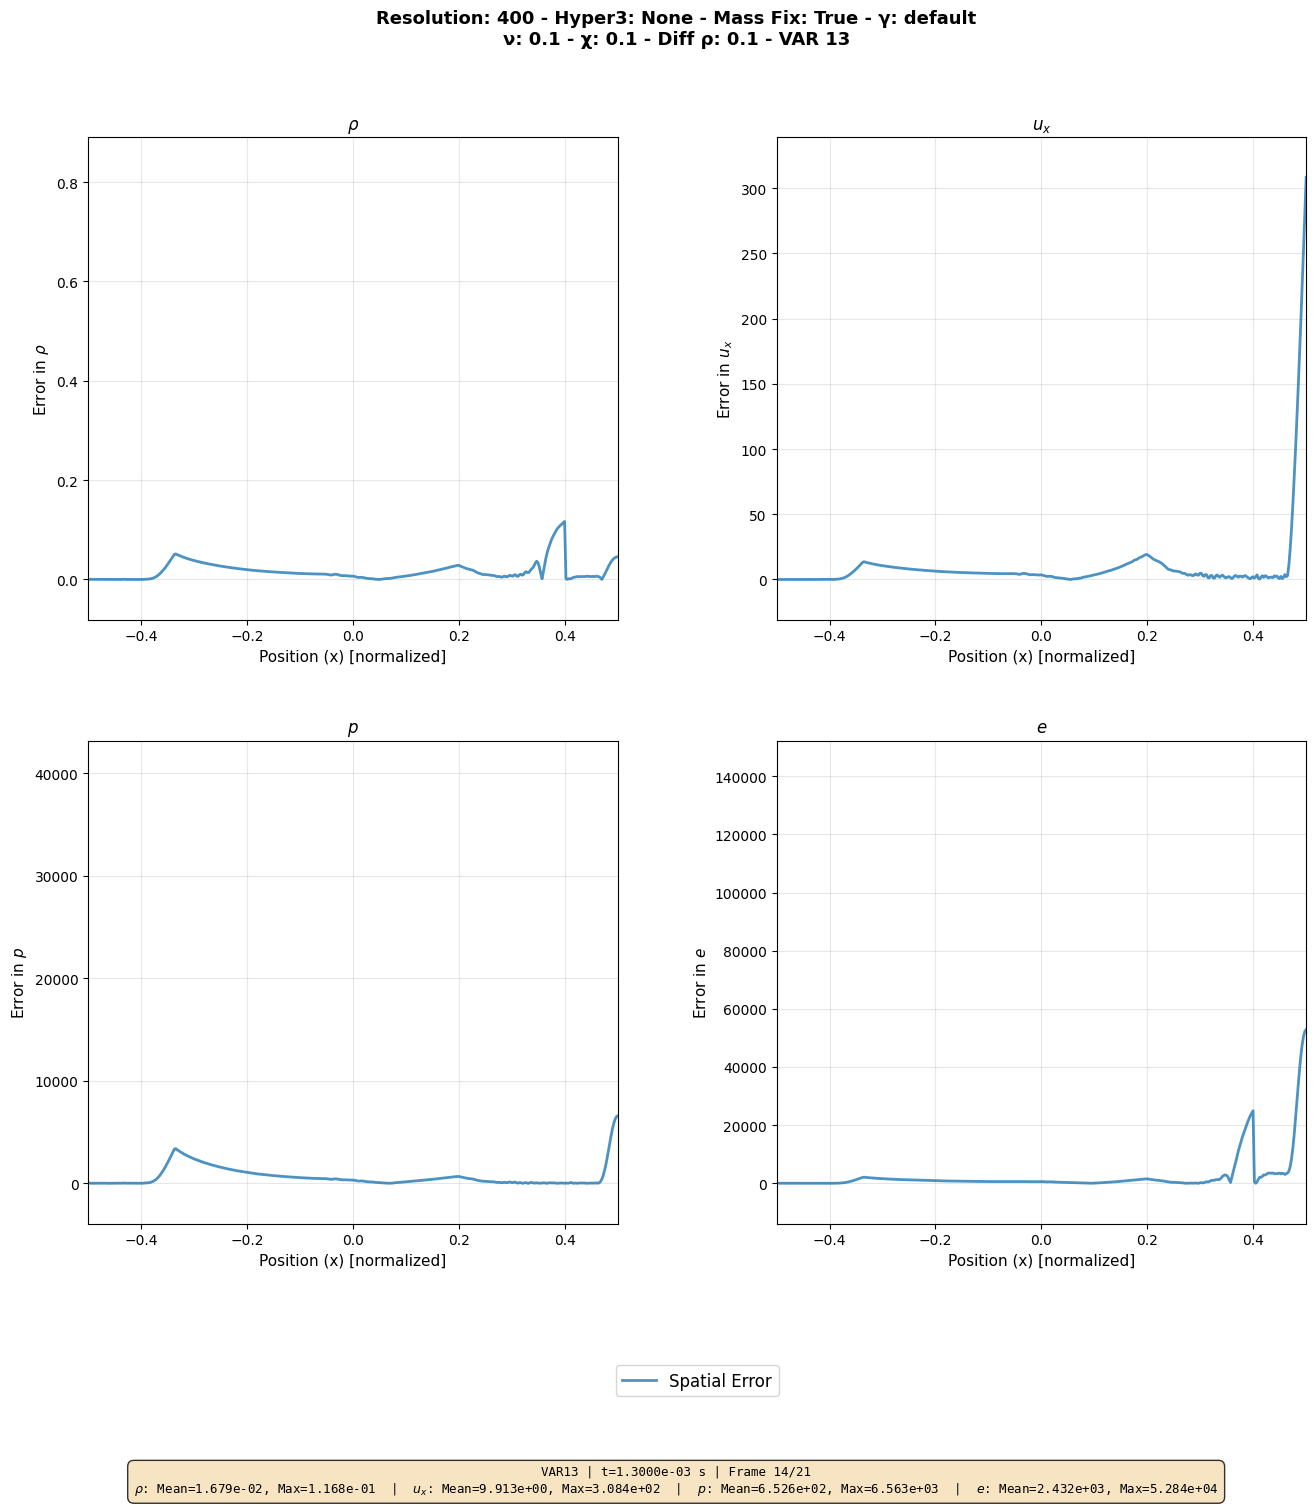 Resolution: 400 - Hyper3: None - Mass Fix: True - γ: default
ν: 0.1 - χ: 0.1 - Diff ρ: 0.1 - VAR 13
ρ
Error in ρ
0.8
0.6
0.4
0.2
0.0
−0.4 −0.2 0.0 0.2 0.4
Position (x) [normalized]
uₓ
Error in uₓ
300
250
200
150
100
50
0
−0.4 −0.2 0.0 0.2 0.4
Position (x) [normalized]
p
Error in p
40000
30000
20000
10000
0
−0.4 −0.2 0.0 0.2 0.4
Position (x) [normalized]
e
Error in e
140000
120000
100000
80000
60000
40000
20000
0
−0.4 −0.2 0.0 0.2 0.4
Position (x) [normalized]
Spatial Error
VAR13 | t=1.3000e-03 s | Frame 14/21
ρ: Mean=1.679e-02, Max=1.168e-01 | uₓ: Mean=9.913e+00, Max=3.084e+02 | p: Mean=6.526e+02, Max=6.563e+03 | e: Mean=2.432e+03, Max=5.284e+04